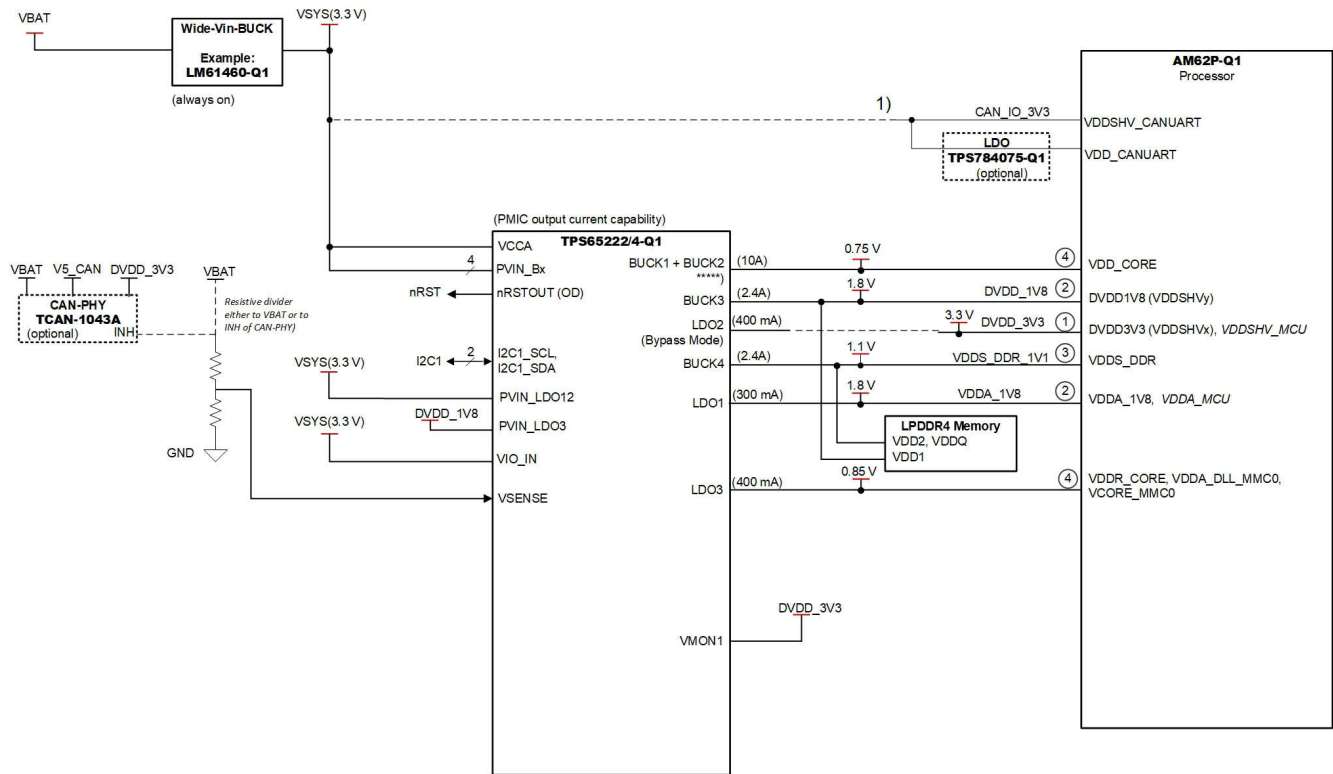 VBAT
Wide-Vin-BUCK
Example:
LM61460-Q1
(always on)
VSYS(3.3 V)
1)
CAN_IO_3V3
LDO
TPS784075-Q1
(optional)
AM62P-Q1
Processor
VDDSHV_CANUART
VDD_CANUART
VBAT
V5_CAN
DVDD_3V3
CAN-PHY
TCAN-1043A
(optional)
INH
VBAT
Resistive divider
either to VBAT or to
INH of CAN-PHY)
GND
(PMIC output current capability)
TPS65222/4-Q1
VCCA
4
PVIN_Bx
nRST
nRSTOUT (OD)
I2C1
2
I2C1_SCL,
I2C1_SDA
VSYS(3.3 V)
PVIN_LDO12
DVDD_1V8
PVIN_LDO3
VSYS(3.3 V)
VIO_IN
VSENSE
BUCK1 + BUCK2
*****)
(10A)
0.75 V
4
VDD_CORE
BUCK3
(2.4A)
1.8 V
DVDD_1V8
2
DVDD1V8 (VDDSHVy)
LDO2
(Bypass Mode)
(400 mA)
3.3 V
DVDD_3V3
1
DVDD3V3 (VDDSHVx), VDDSHV_MCU
BUCK4
(2.4A)
1.1 V
VDDS_DDR_1V1
3
VDDS_DDR
LDO1
(300 mA)
1.8 V
VDDA_1V8
2
VDDA_1V8, VDDA_MCU
LPDDR4 Memory
VDD2, VDDQ
VDD1
LDO3
(400 mA)
0.85 V
4
VDDR_CORE, VDDA_DLL_MMC0,
VCORE_MMC0
VMON1
DVDD_3V3